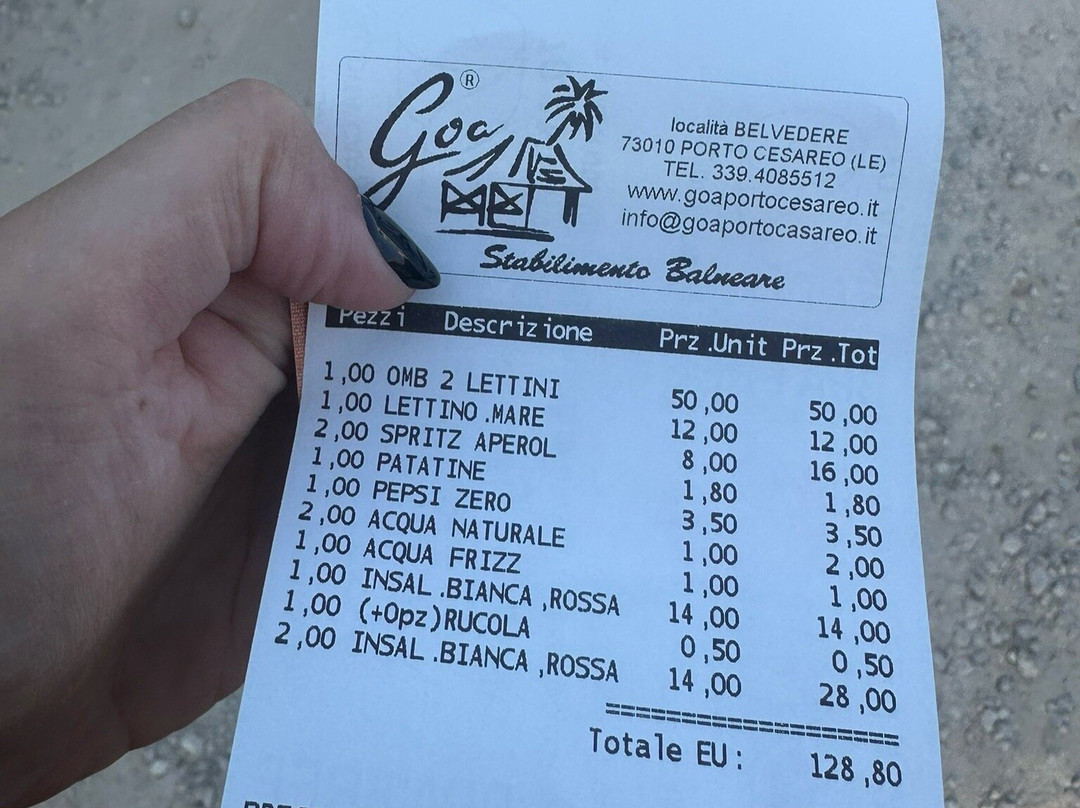 Goa ®
località BELVEDERE
73010 PORTO CESAREO (LE)
TEL. 339.4085512
www.goaportocesareo.it
info@goaportocasareo.it
Stabilimento Balneare
Pezzi Descrizione Prz.Unit Prz.Tot
1,00 OMB 2 LETTINI 50,00 50,00
1,00 LETTINO.MARE 12,00 12,00
2,00 SPRITZ APEROL 8,00 16,00
1,00 PATATINE 1,80 1,80
1,00 PEPSI ZERO 3,50 3,50
2,00 ACQUA NATURALE 1,00 2,00
1,00 ACQUA FRIZZ 1,00 1,00
1,00 INSAL.BIANCA,ROSSA 14,00 14,00
1,00 (+0pz)RUCOLA 0,50 0,50
2,00 INSAL.BIANCA,ROSSA 14,00 28,00
===================
Totale EU: 128,80